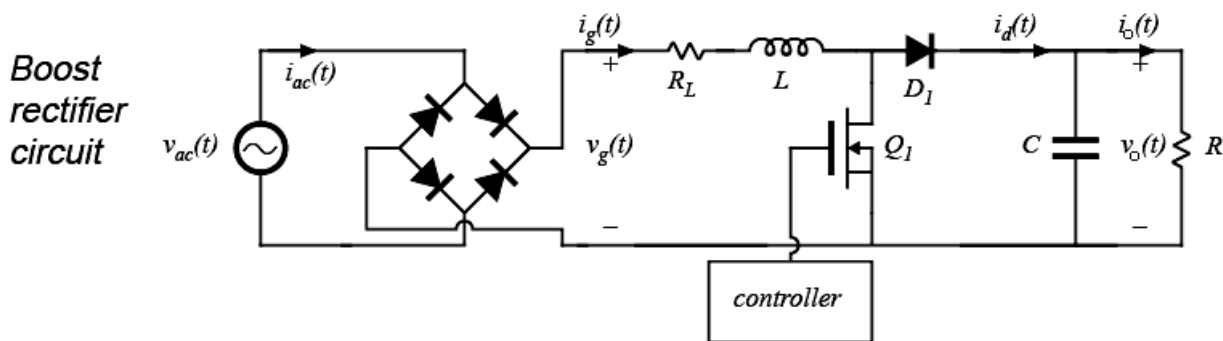 Boost
rectifier
circuit
i_ac(t)
v_ac(t)
i_g(t)
+
v_g(t)
–
R_L
L
D_1
Q_1
controller
i_d(t)
C
i_o(t)
+
v_o(t)
–
R